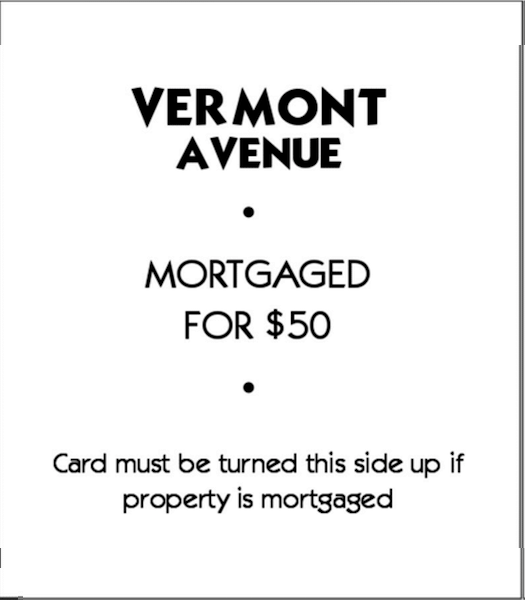 VERMONT
AVENUE
•
MORTGAGED
FOR $50
•
Card must be turned this side up if
property is mortgaged